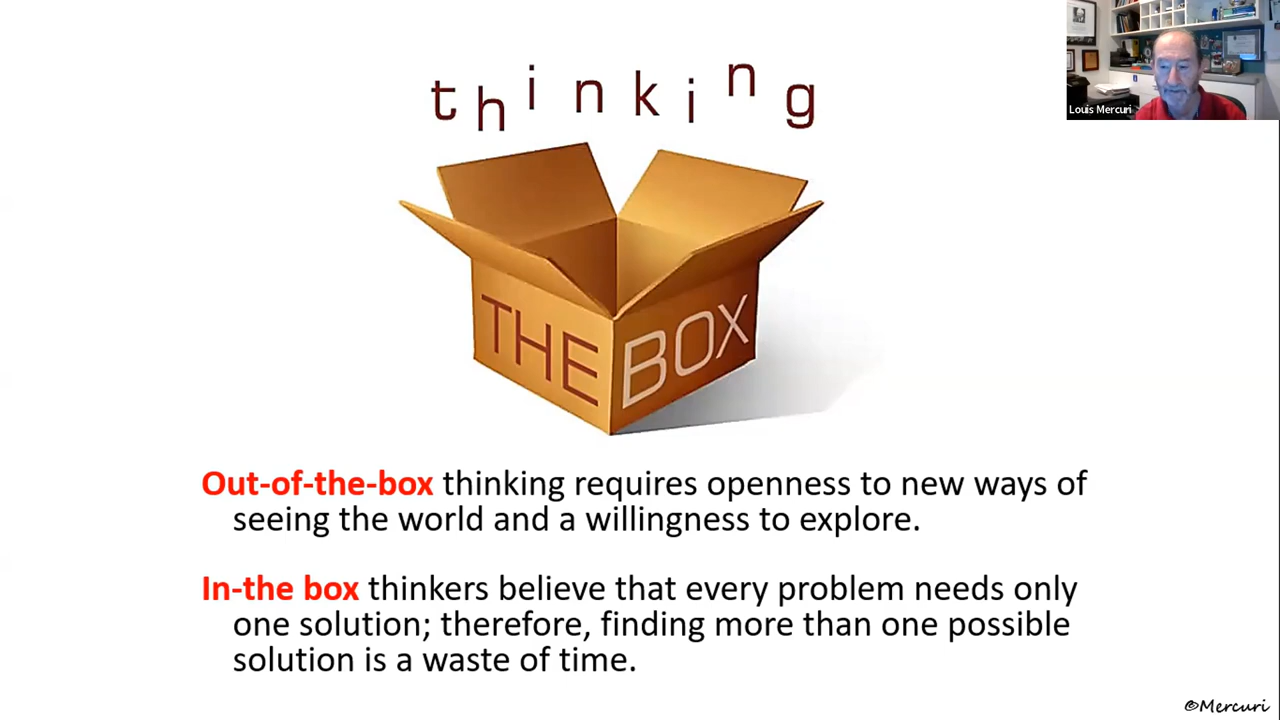 thinking
Louis Mercuri
THE BOX
Out-of-the-box thinking requires openness to new ways of
seeing the world and a willingness to explore.
In-the box thinkers believe that every problem needs only
one solution; therefore, finding more than one possible
solution is a waste of time.
©Mercuri